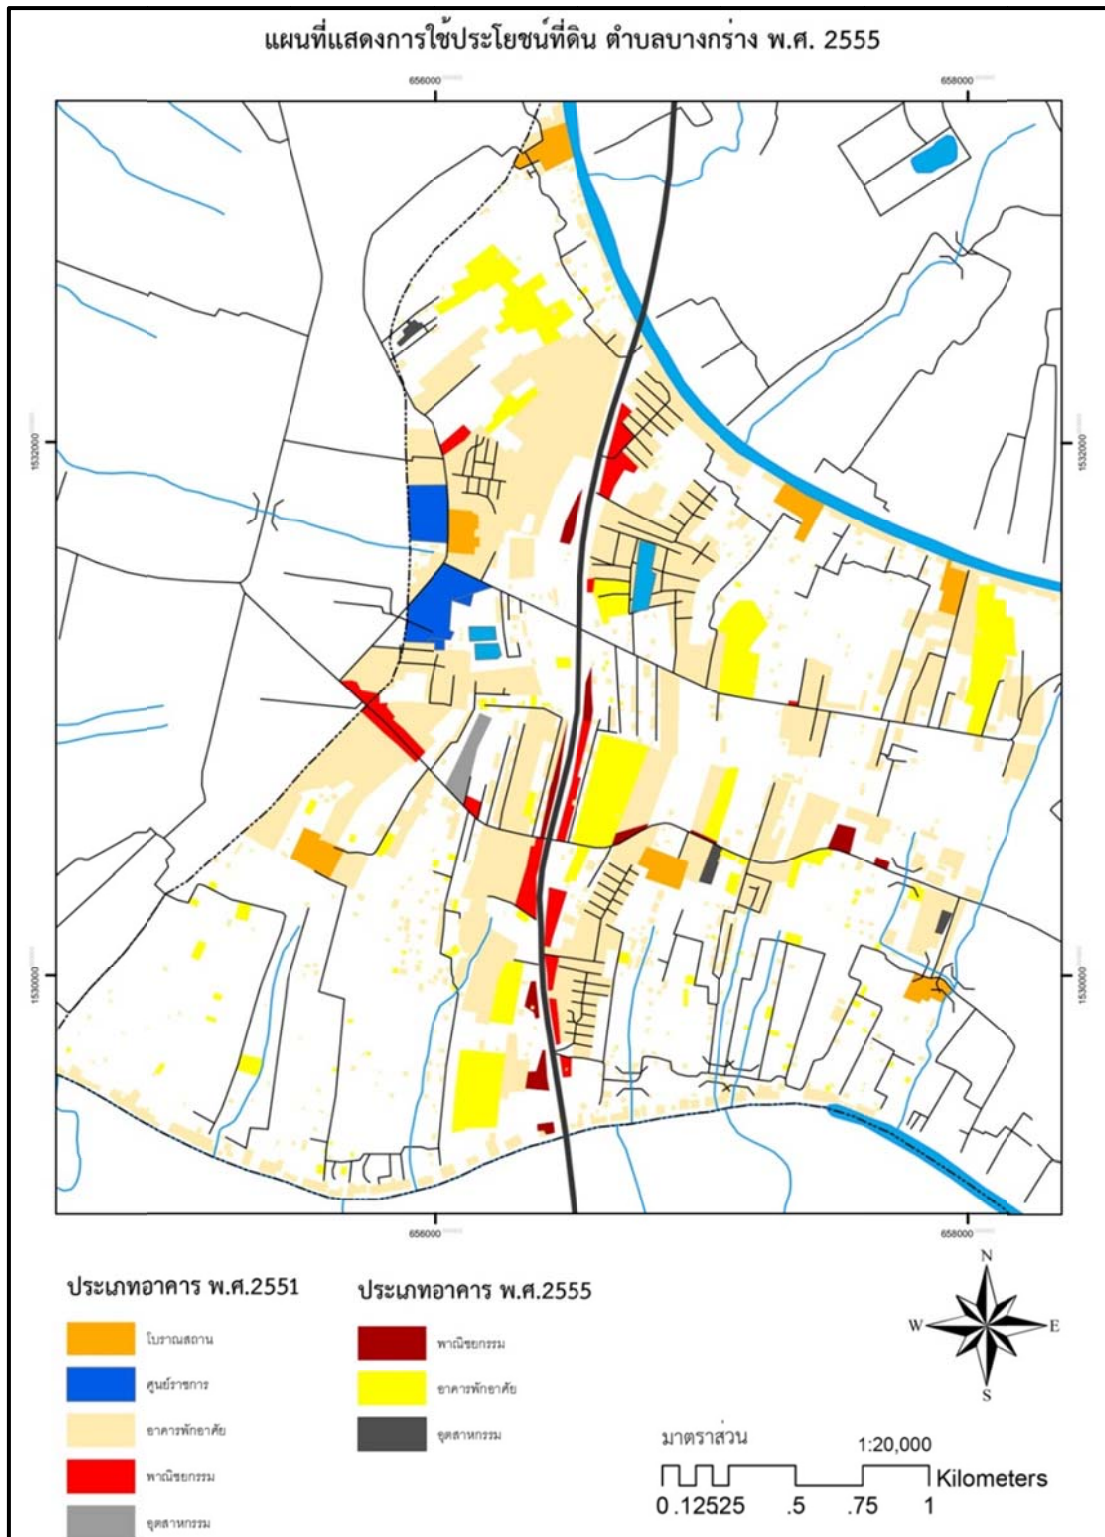 แผนที่แสดงการใช้ประโยชน์ที่ดิน ตำบลบางกร่าง พ.ศ. 2555
656000
658000
1532000
1532000
1530000
1530000
656000
658000
ประเภทอาคาร พ.ศ.2551
โบราณสถาน
ศูนย์ราชการ
อาคารพักอาศัย
พาณิชยกรรม
อุตสาหกรรม
ประเภทอาคาร พ.ศ.2555
พาณิชยกรรม
อาคารพักอาศัย
อุตสาหกรรม
N
W
E
S
มาตราส่วน
1:20,000
Kilometers
0 .125.25 .5 .75 1